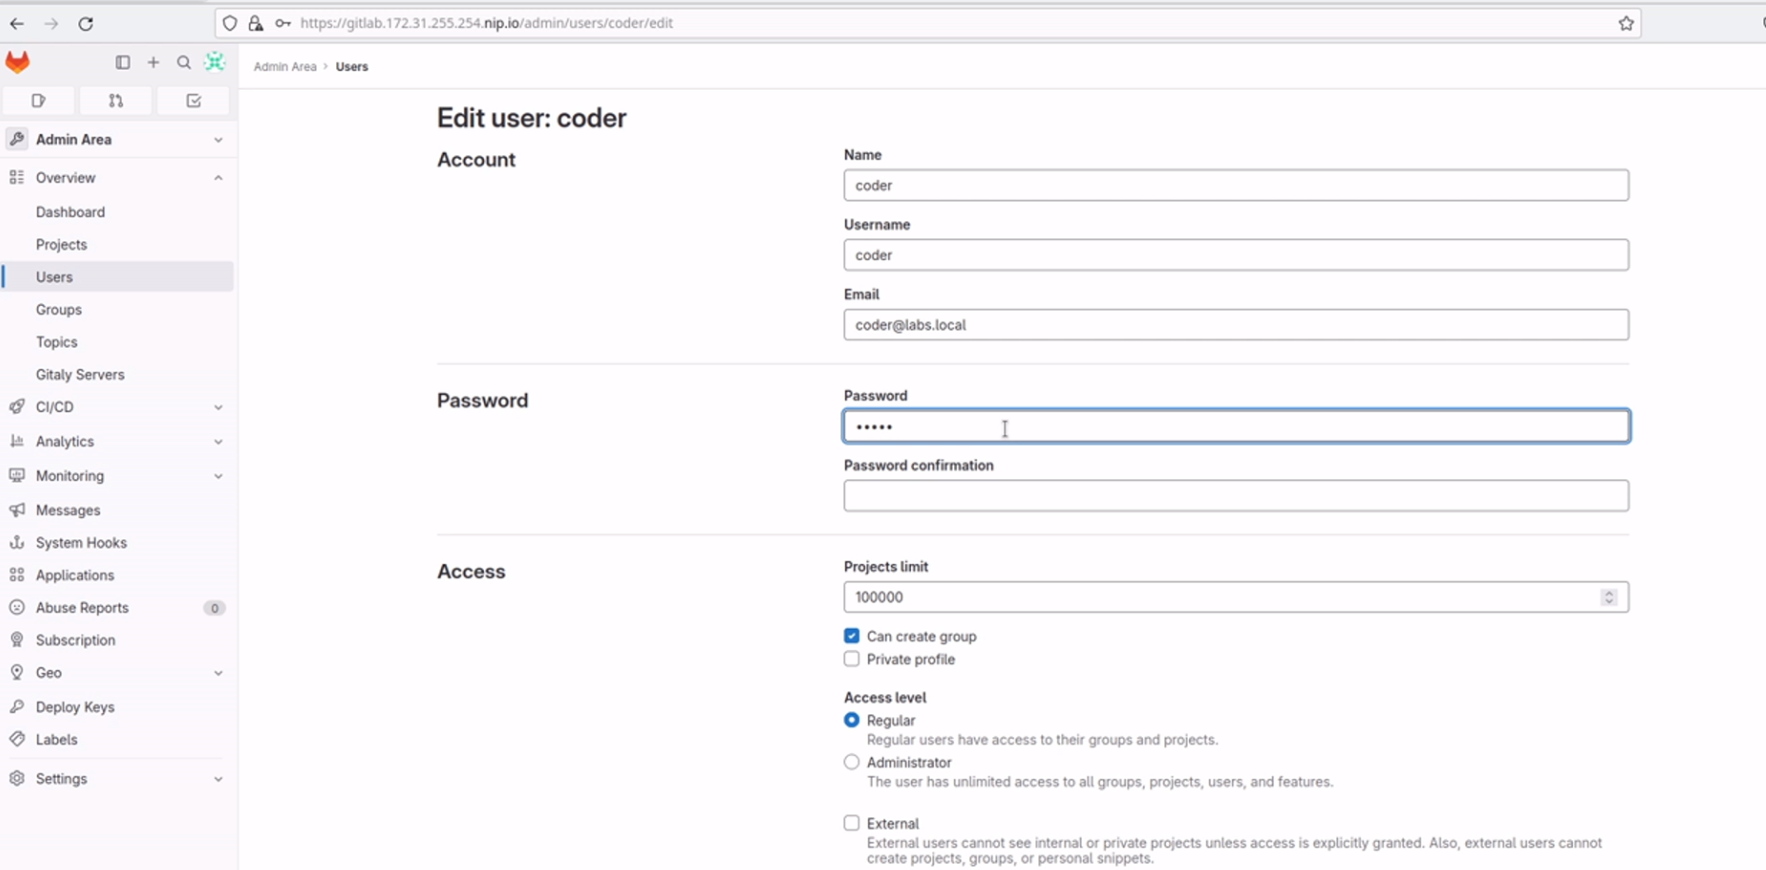 https://gitlab.172.31.255.254.nip.io/admin/users/coder/edit
Admin Area › Users
Admin Area
Overview
Dashboard
Projects
Users
Groups
Topics
Gitaly Servers
CI/CD
Analytics
Monitoring
Messages
System Hooks
Applications
Abuse Reports 0
Subscription
Geo
Deploy Keys
Labels
Settings
Edit user: coder
Account
Name
coder
Username
coder
Email
coder@labs.local
Password
Password
•••••
Password confirmation
Access
Projects limit
100000
Can create group
Private profile
Access level
Regular
Regular users have access to their groups and projects.
Administrator
The user has unlimited access to all groups, projects, users, and features.
External
External users cannot see internal or private projects unless access is explicitly granted. Also, external users cannot
create projects, groups, or personal snippets.